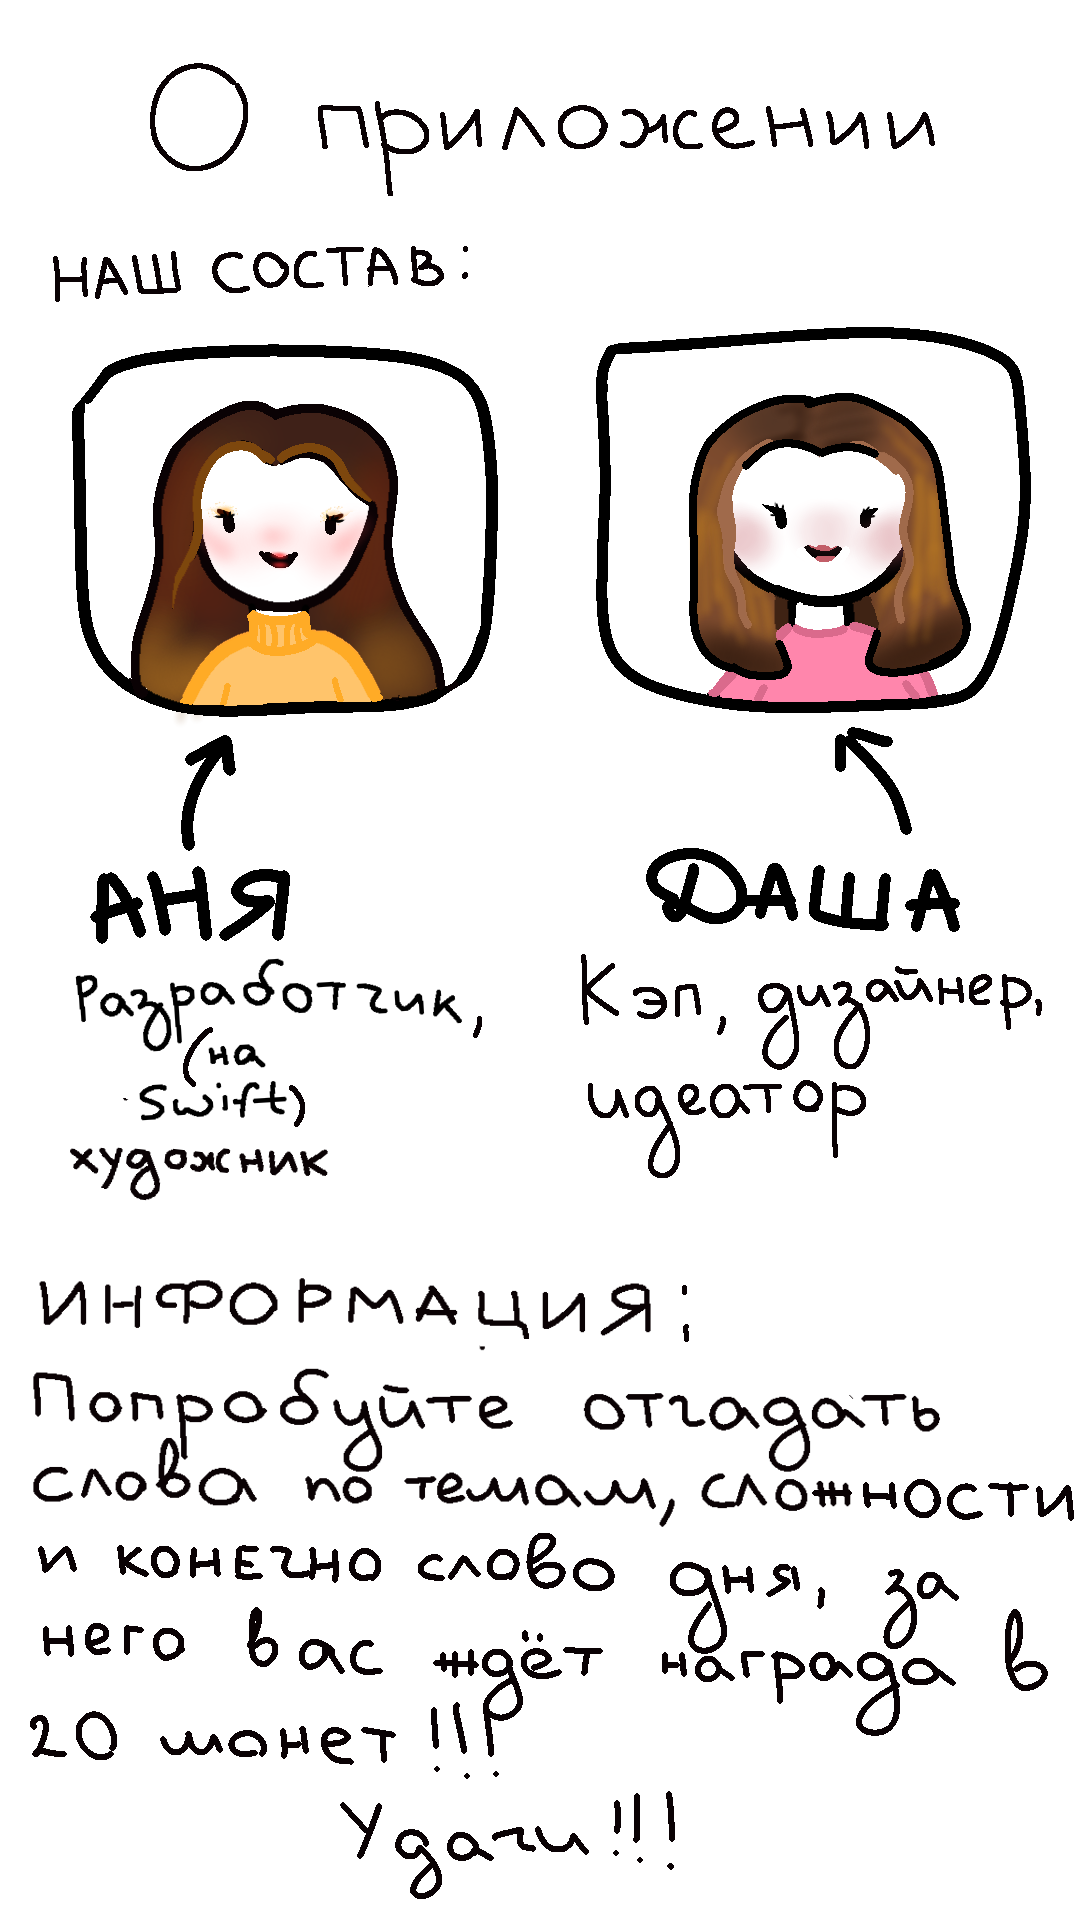 О приложении
НАШ СОСТАВ:
АНЯ
Разработчик,
(на
Swift)
художник
ДАША
Кэп, дизайнер,
идеатор
ИНФОРМАЦИЯ:
Попробуйте отгадать
слова по темам, сложности
и конечно слово дня, за
него вас ждёт награда в
20 монет!!!
Удачи!!!